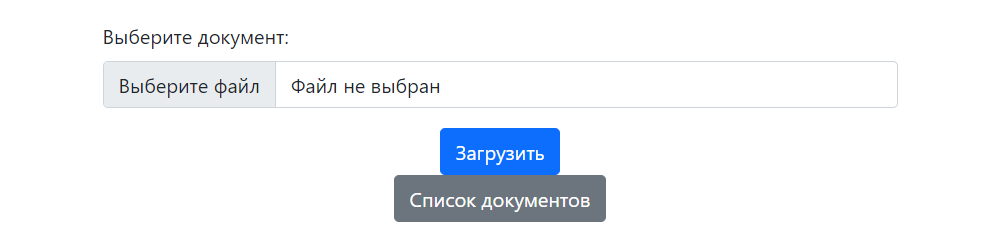 Выберите документ:
Выберите файл Файл не выбран
Загрузить
Список документов